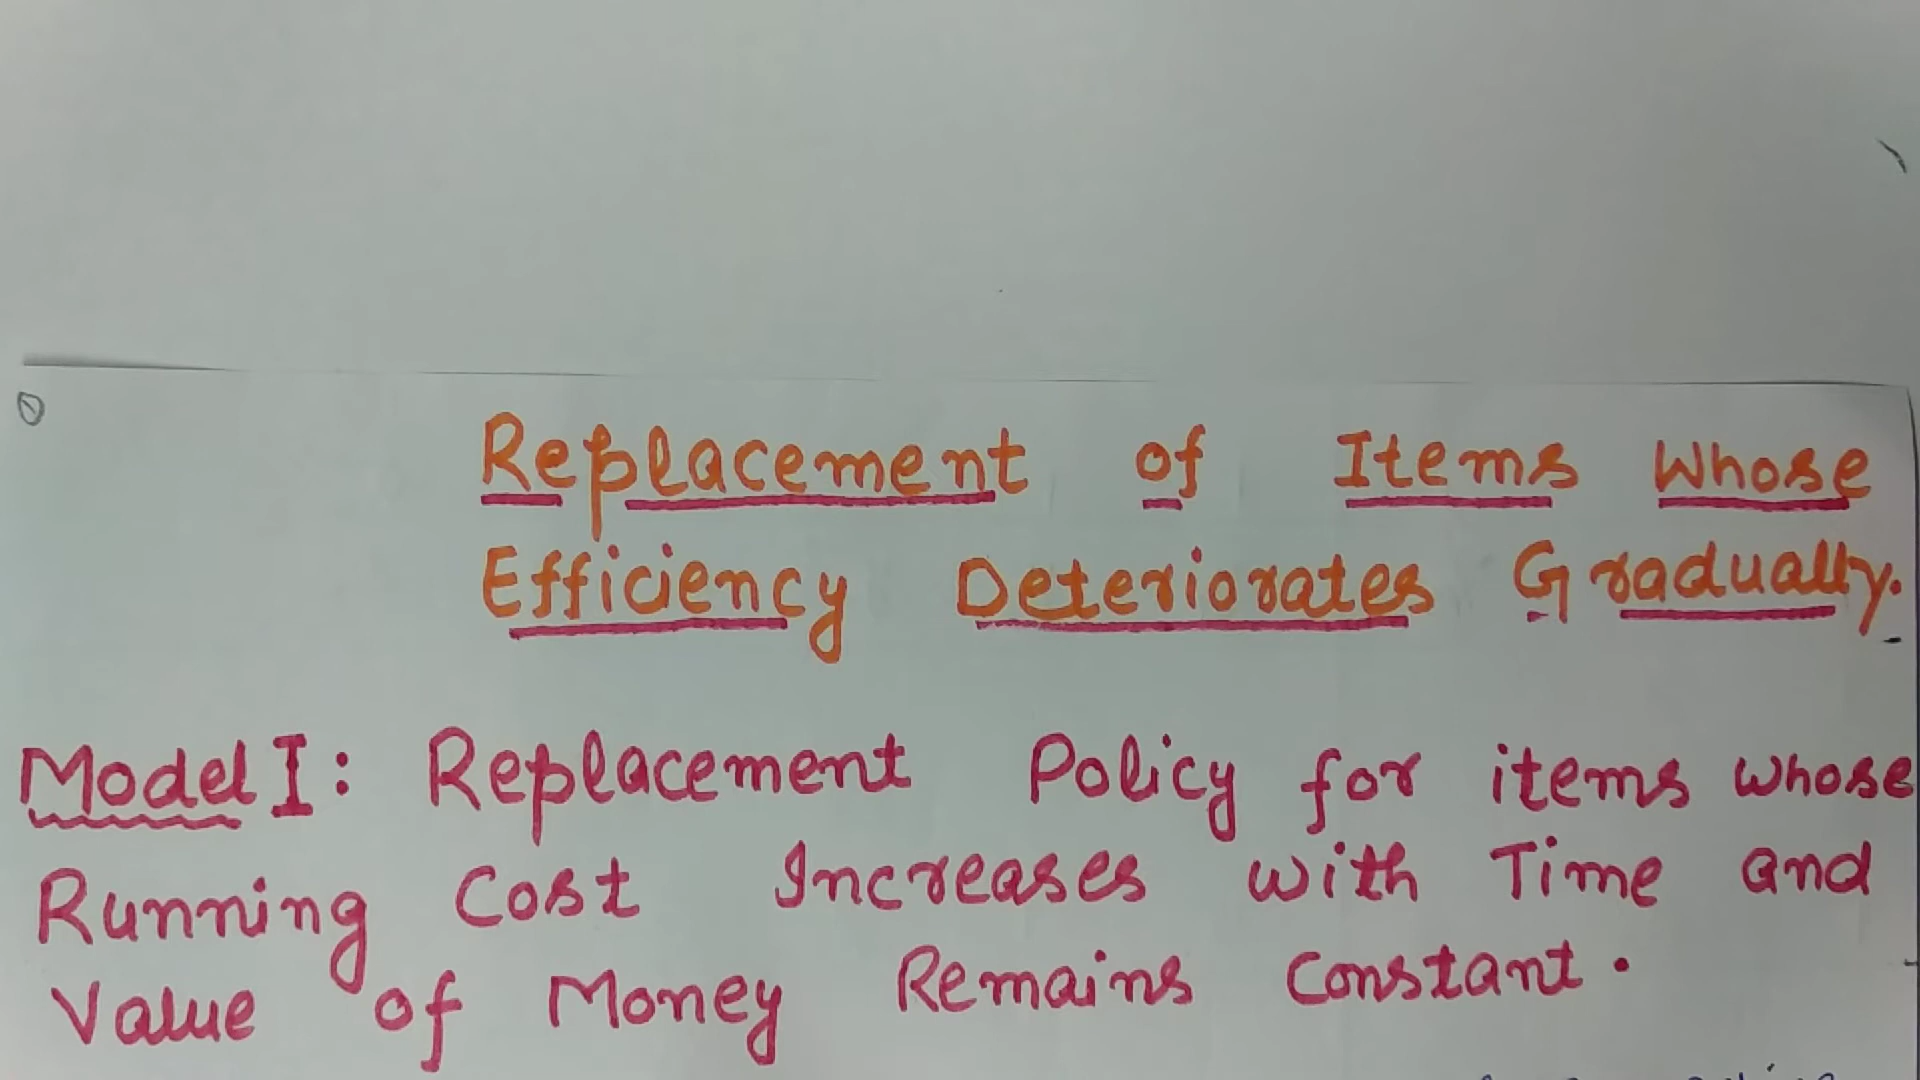 Replacement of Items Whose
Efficiency Deteriorates Gradually.
Model I: Replacement Policy for items whose
Running Cost Increases with Time and
Value of Money Remains Constant.